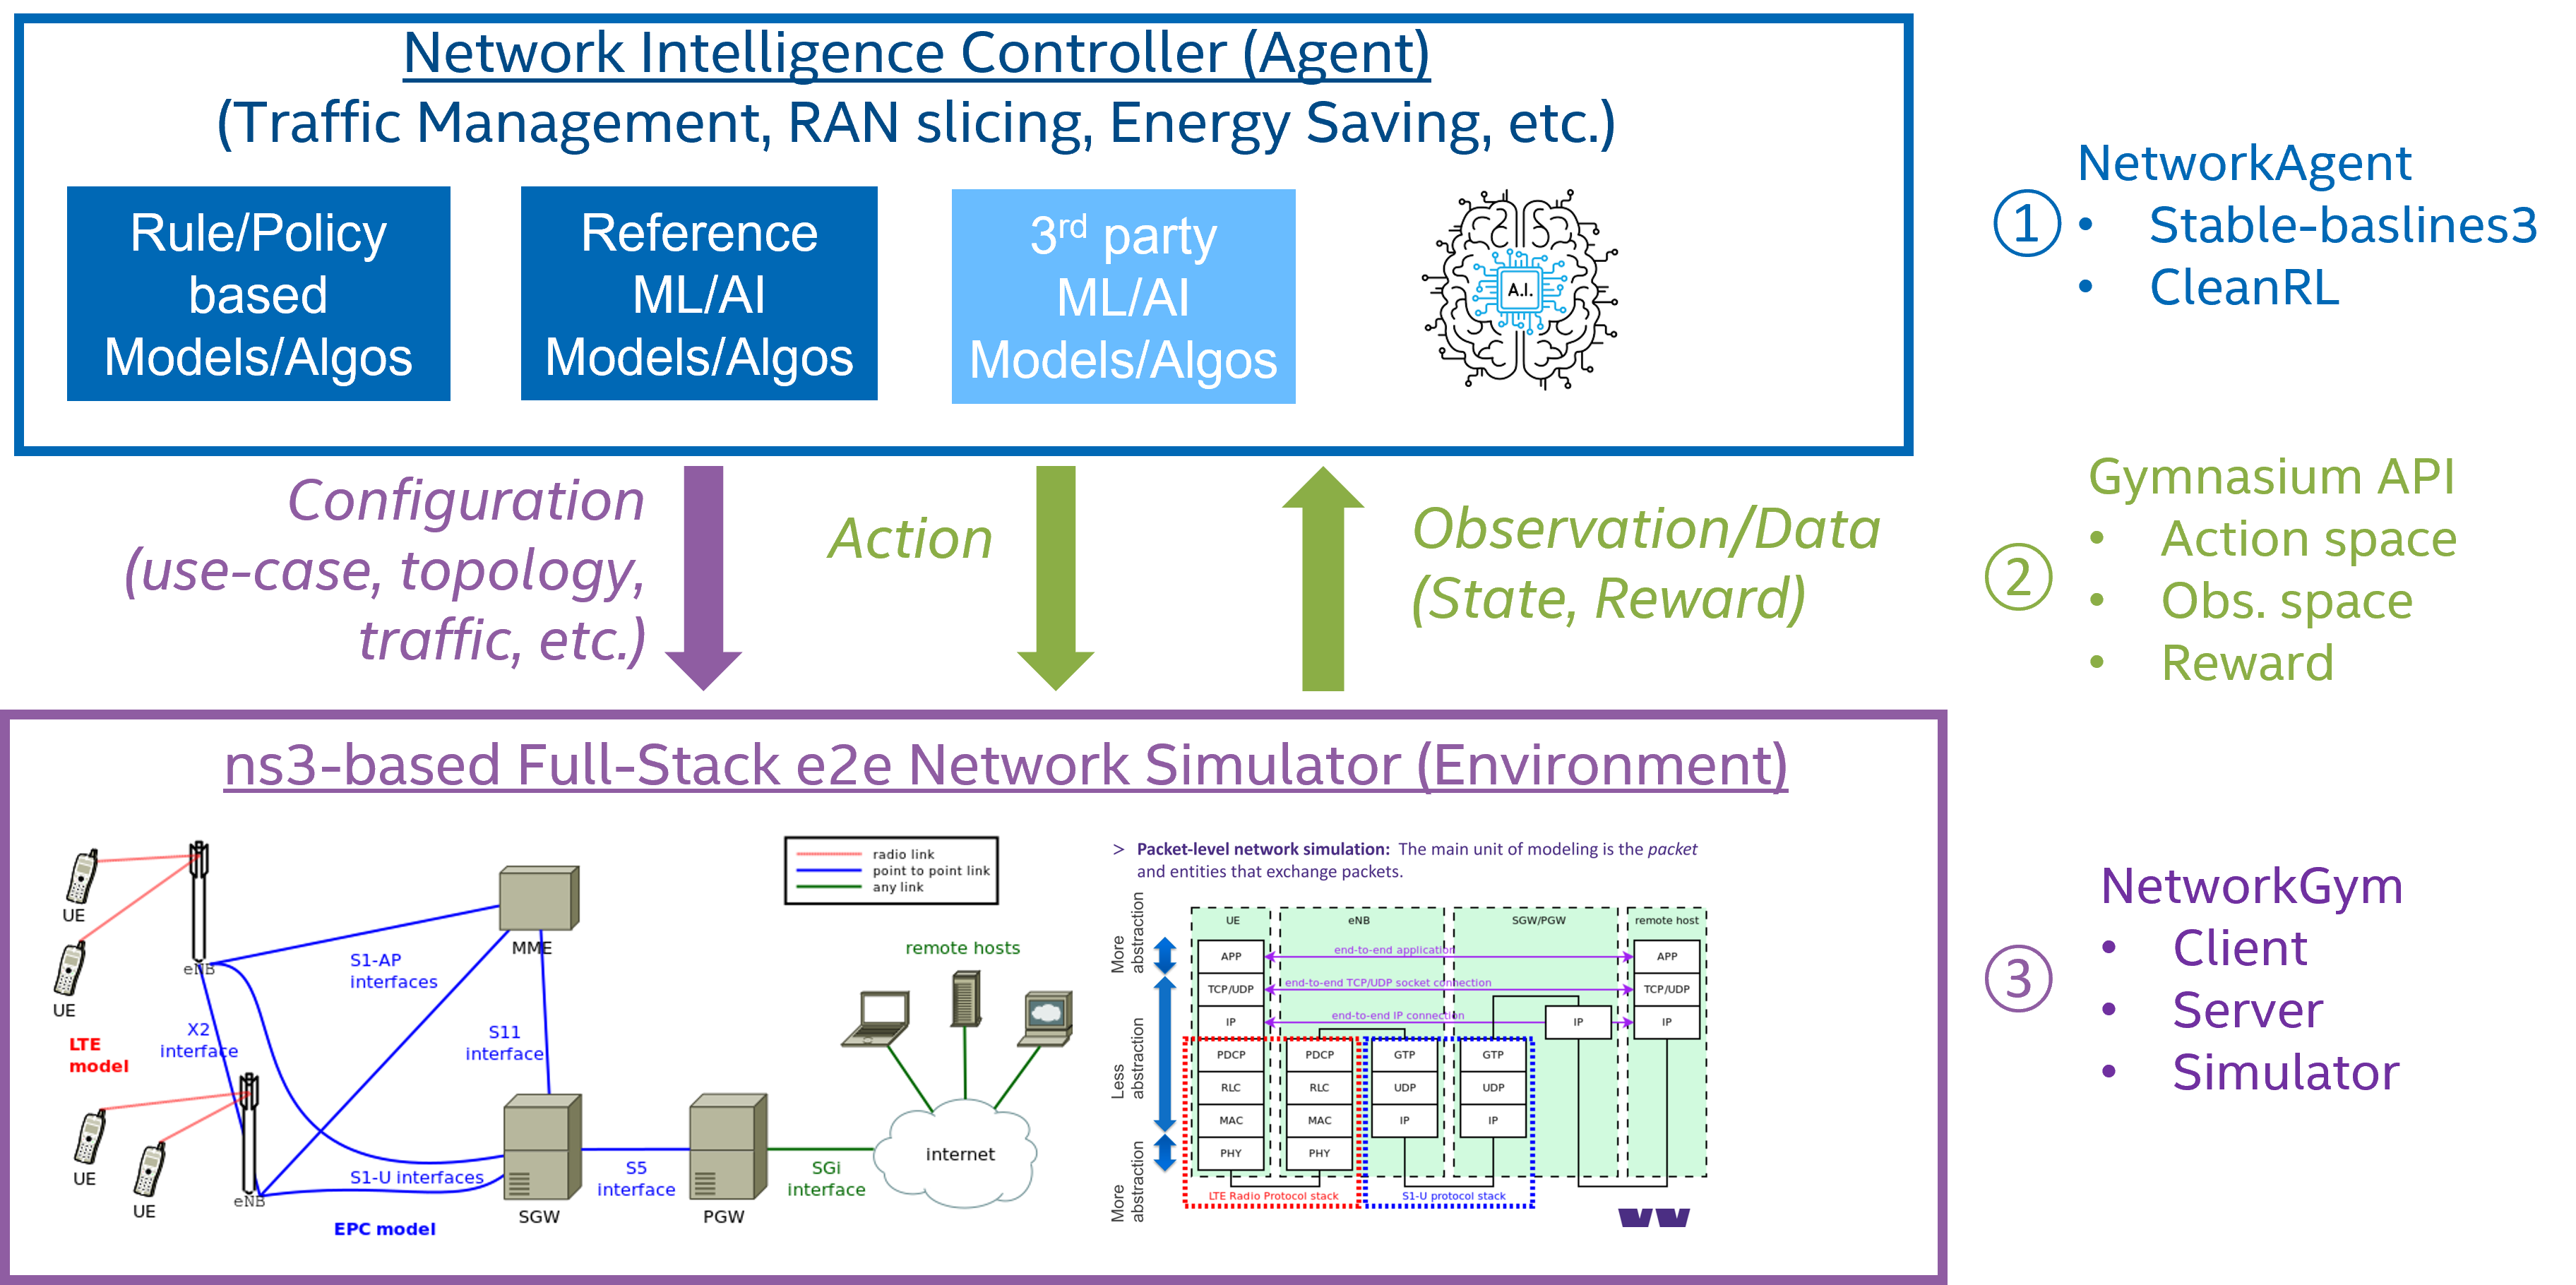 Network Intelligence Controller (Agent)
(Traffic Management, RAN slicing, Energy Saving, etc.)
Rule/Policy
based
Models/Algos
Reference
ML/AI
Models/Algos
3rd party
ML/AI
Models/Algos
A.I.
NetworkAgent
1
• Stable-baslines3
• CleanRL
Configuration
(use-case, topology,
traffic, etc.)
Action
Observation/Data
(State, Reward)
Gymnasium API
2
• Action space
• Obs. space
• Reward
ns3-based Full-Stack e2e Network Simulator (Environment)
radio link
point to point link
any link
UE
UE
eNB
MME
S1-AP
interfaces
X2
interface
S11
interface
LTE
model
UE
UE
eNB
S1-U interfaces
EPC model
SGW
S5
interface
PGW
SGi
interface
internet
remote hosts
> Packet-level network simulation: The main unit of modeling is the packet
and entities that exchange packets.
More
abstraction
Less
abstraction
More
abstraction
UE
eNB
SGW/PGW
remote host
APP
end-to-end application
APP
TCP/UDP
end-to-end TCP/UDP socket connection
TCP/UDP
IP
end-to-end IP connection
IP
IP
PDCP
PDCP
GTP
GTP
RLC
RLC
UDP
UDP
MAC
MAC
IP
IP
PHY
PHY
LTE Radio Protocol stack
S1-U protocol stack
NetworkGym
3
• Client
• Server
• Simulator